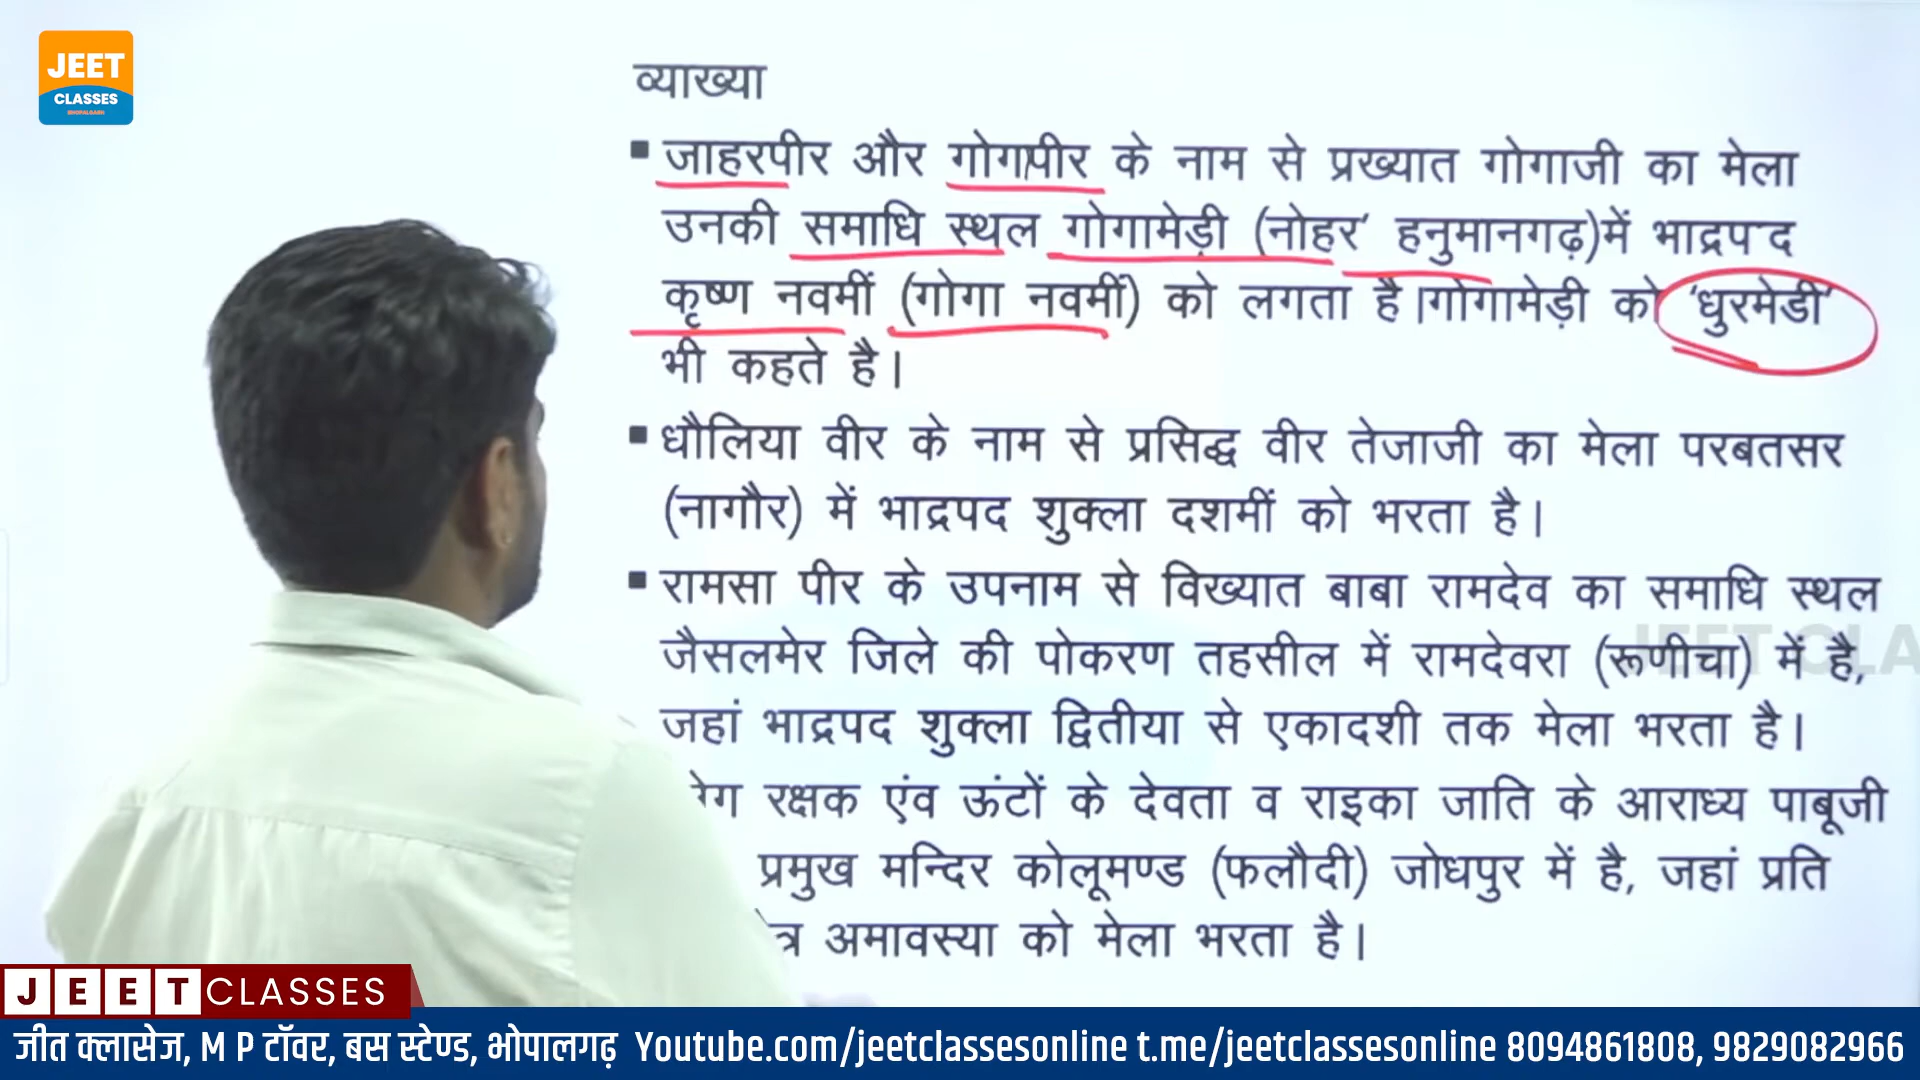 JEET
CLASSES
व्याख्या
▪ जाहरपीर और गोगापीर के नाम से प्रख्यात गोगाजी का मेला
उनकी समाधि स्थल गोगामेड़ी (नोहर’ हनुमानगढ़)में भाद्रपद
कृष्ण नवमीं (गोगा नवमीं) को लगता है।गोगामेड़ी को ‘धुरमेडी’
भी कहते है।
▪ धौलिया वीर के नाम से प्रसिद्ध वीर तेजाजी का मेला परबतसर
(नागौर) में भाद्रपद शुक्ला दशमीं को भरता है।
▪ रामसा पीर के उपनाम से विख्यात बाबा रामदेव का समाधि स्थल
जैसलमेर जिले की पोकरण तहसील में रामदेवरा (रूणीचा) में है,
जहां भाद्रपद शुक्ला द्वितीया से एकादशी तक मेला भरता है।
रक्षक एंव ऊंटों के देवता व राइका जाति के आराध्य पाबूजी
प्रमुख मन्दिर कोलूमण्ड (फलौदी) जोधपुर में है, जहां प्रति
अमावस्या को मेला भरता है।
JEET CLA
JEET CLASSES
जीत क्लासेज, M P टॉवर, बस स्टेण्ड, भोपालगढ़ Youtube.com/jeetclassesonline t.me/jeetclassesonline 8094861808, 9829082966